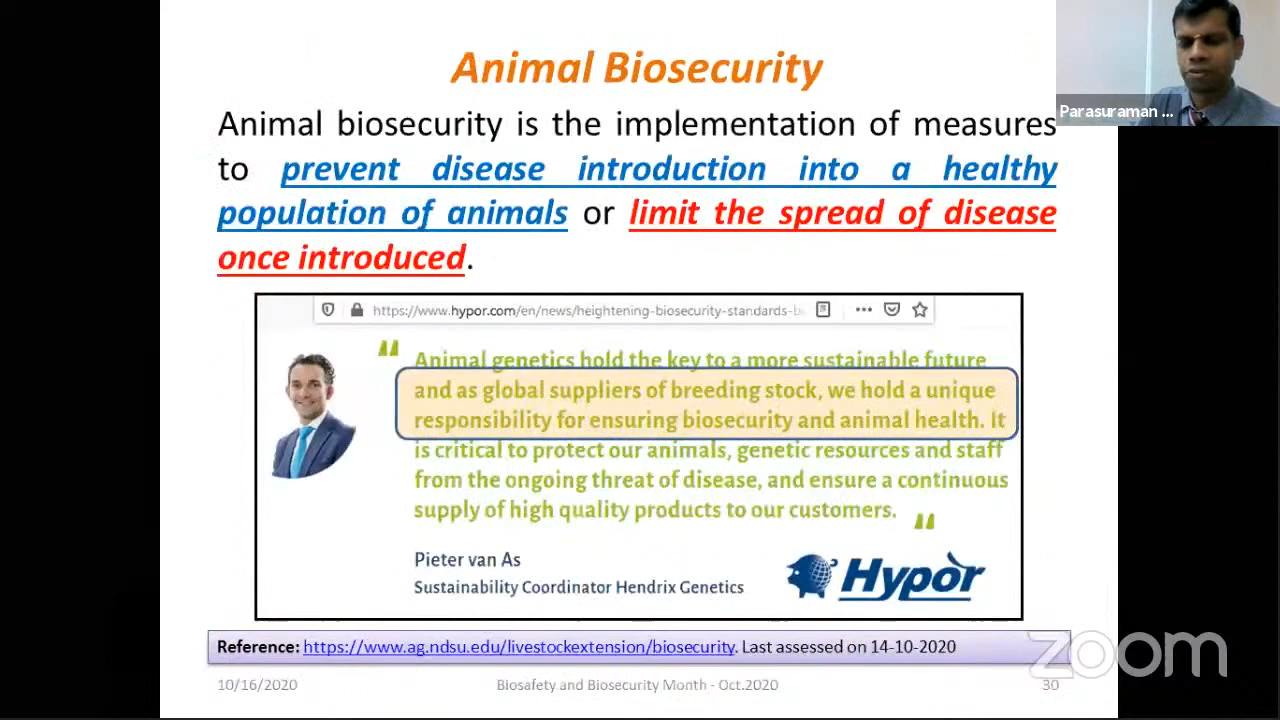 Animal Biosecurity
Parasuraman ...
Animal biosecurity is the implementation of measures
to prevent disease introduction into a healthy
population of animals or limit the spread of disease
once introduced.
https://www.hypor.com/en/news/heightening-biosecurity-standards-b
“ Animal genetics hold the key to a more sustainable future
and as global suppliers of breeding stock, we hold a unique
responsibility for ensuring biosecurity and animal health. It
is critical to protect our animals, genetic resources and staff
from the ongoing threat of disease, and ensure a continuous
supply of high quality products to our customers. "
Pieter van As
Sustainability Coordinator Hendrix Genetics
Hypor
Reference: https://www.ag.ndsu.edu/livestockextension/biosecurity. Last assessed on 14-10-2020
zoom
10/16/2020 Biosafety and Biosecurity Month - Oct.2020 30